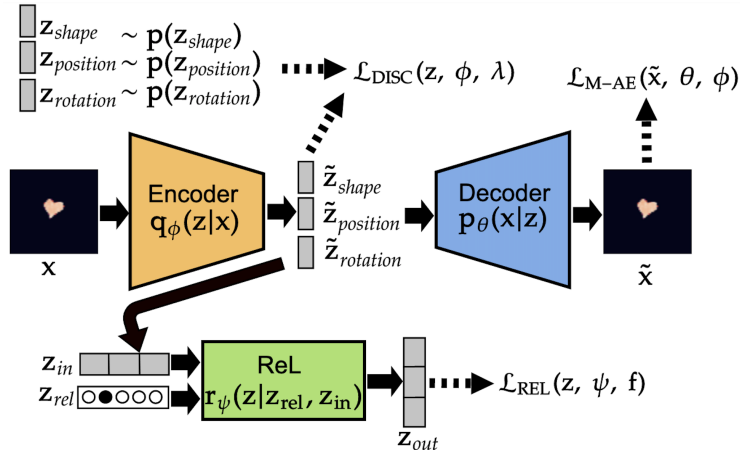 z_shape ~ p(z_shape)
z_position ~ p(z_position)
z_rotation ~ p(z_rotation)
ℒ_DISC(z, ϕ, λ)
ℒ_M−AE(x̃, θ, ϕ)
Encoder
q_ϕ(z|x)
z̃_shape
z̃_position
z̃_rotation
Decoder
p_θ(x|z)
x
x̃
z_in
z_rel
ReL
r_ψ(z|z_rel, z_in)
z_out
ℒ_REL(z, ψ, f)